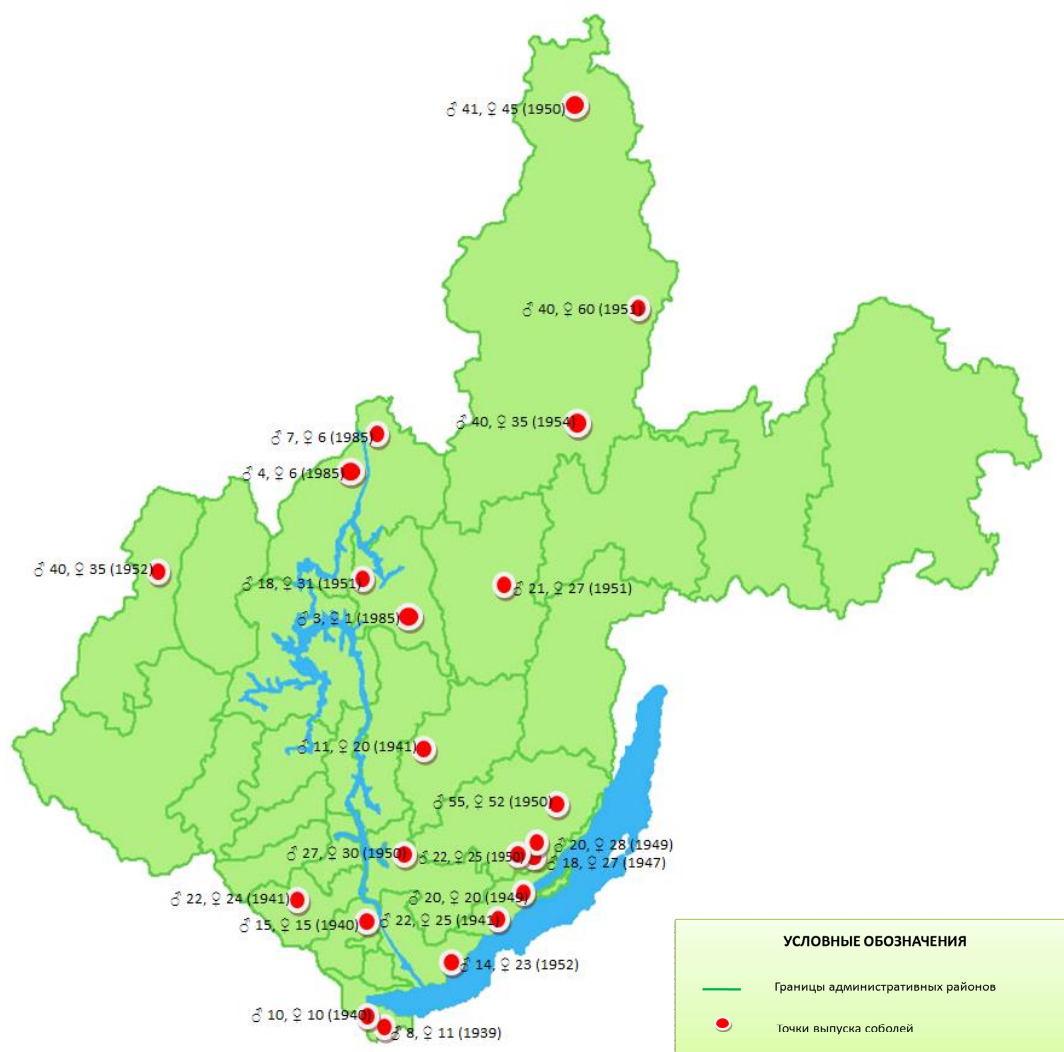 ♂ 41, ♀ 45 (1950)
♂ 40, ♀ 60 (1951)
♂ 40, ♀ 35 (1954)
♂ 7, ♀ 6 (1985)
♂ 4, ♀ 6 (1985)
♂ 40, ♀ 35 (1952)
♂ 18, ♀ 31 (1951)
♂ 21, ♀ 27 (1951)
♂ 3, ♀ 1 (1985)
♂ 11, ♀ 20 (1941)
♂ 55, ♀ 52 (1950)
♂ 20, ♀ 28 (1949)
♂ 27, ♀ 30 (1950)
♂ 22, ♀ 25 (1950)
♂ 18, ♀ 27 (1947)
♂ 22, ♀ 24 (1941)
♂ 20, ♀ 20 (1949)
♂ 15, ♀ 15 (1940)
♂ 22, ♀ 25 (1941)
♂ 14, ♀ 23 (1952)
♂ 10, ♀ 10 (1940)
♂ 8, ♀ 11 (1939)
УСЛОВНЫЕ ОБОЗНАЧЕНИЯ
Границы административных районов
Точки выпуска соболей